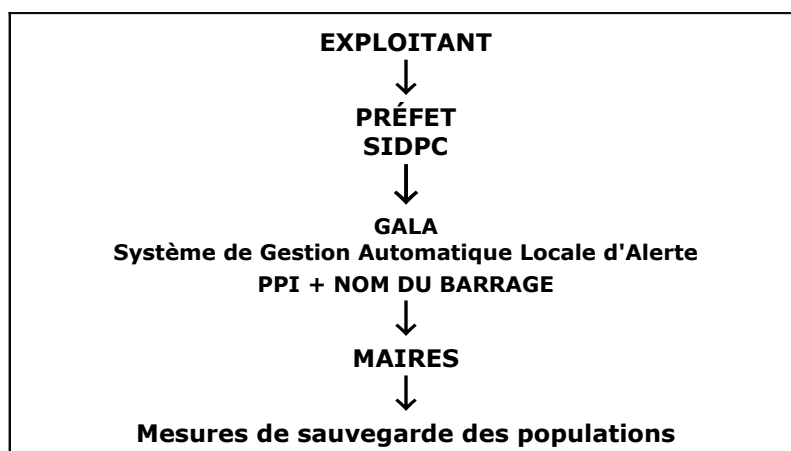 EXPLOITANT
PRÉFET
SIDPC
GALA
Système de Gestion Automatique Locale d'Alerte
PPI + NOM DU BARRAGE
MAIRES
Mesures de sauvegarde des populations